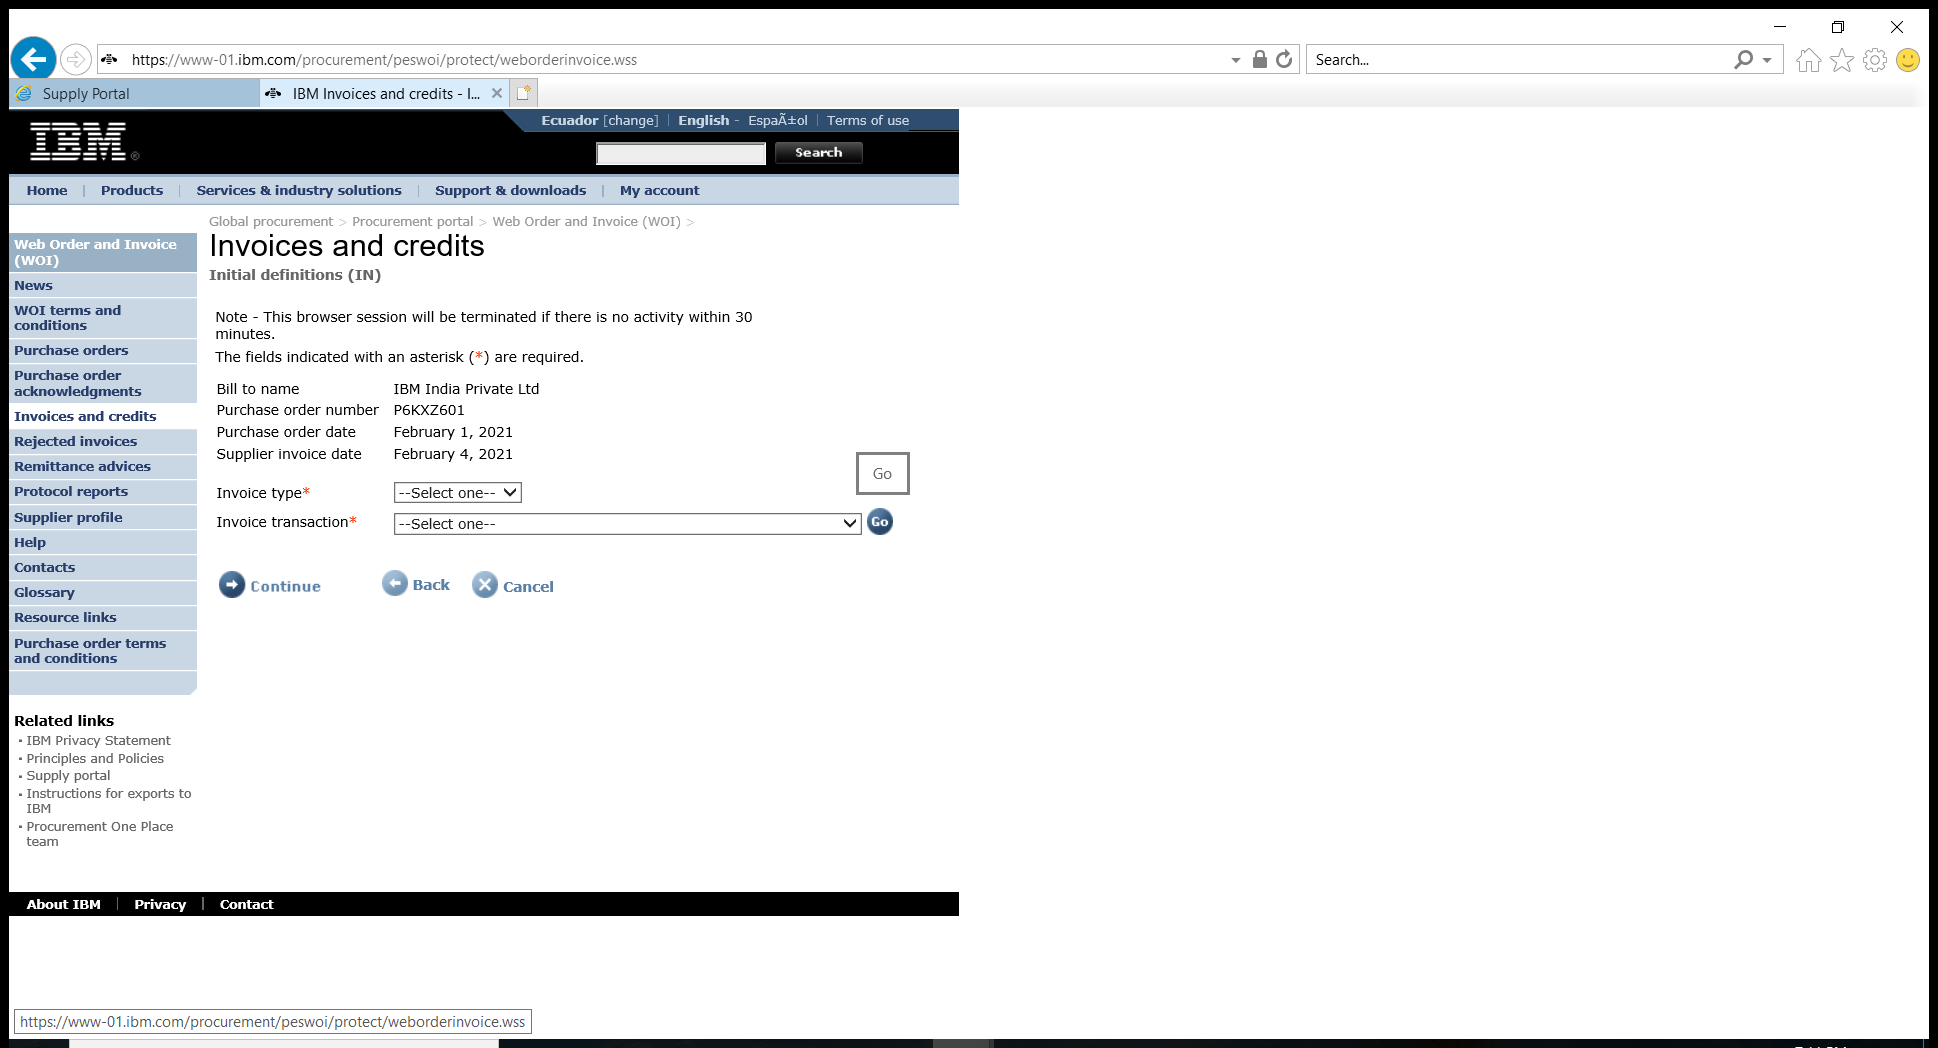 https://www-01.ibm.com/procurement/peswoi/protect/weborderinvoice.wss
Search...
Supply Portal
IBM Invoices and credits - I...
IBM®
Ecuador [change] | English - EspaÃ±ol | Terms of use
Search
Home | Products | Services & industry solutions | Support & downloads | My account
Global procurement > Procurement portal > Web Order and Invoice (WOI) >
Invoices and credits
Initial definitions (IN)
Web Order and Invoice
(WOI)
News
WOI terms and
conditions
Purchase orders
Purchase order
acknowledgments
Invoices and credits
Rejected invoices
Remittance advices
Protocol reports
Supplier profile
Help
Contacts
Glossary
Resource links
Purchase order terms
and conditions
Note - This browser session will be terminated if there is no activity within 30
minutes.
The fields indicated with an asterisk (*) are required.
Bill to name IBM India Private Ltd
Purchase order number P6KXZ601
Purchase order date February 1, 2021
Supplier invoice date February 4, 2021
Go
Invoice type* --Select one--
Invoice transaction* --Select one-- Go
Continue Back Cancel
Related links
IBM Privacy Statement
Principles and Policies
Supply portal
Instructions for exports to
IBM
Procurement One Place
team
About IBM | Privacy | Contact
https://www-01.ibm.com/procurement/peswoi/protect/weborderinvoice.wss